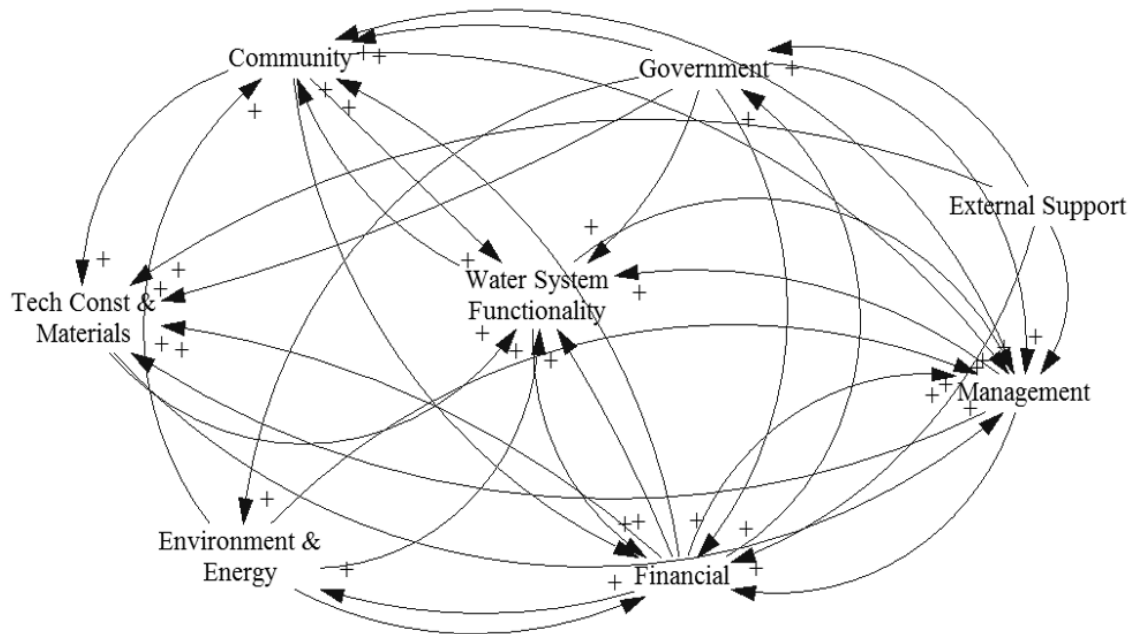 Community
Government
External Support
Water System
Functionality
Tech Const &
Materials
Management
Environment &
Energy
Financial